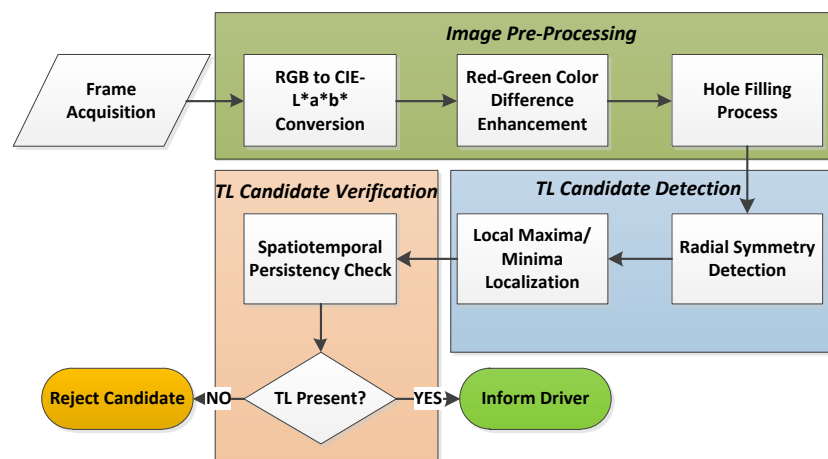 Image Pre-Processing
Frame
Acquisition
RGB to CIE-
L*a*b*
Conversion
Red-Green Color
Difference
Enhancement
Hole Filling
Process
TL Candidate Verification
TL Candidate Detection
Spatiotemporal
Persistency Check
Local Maxima/
Minima
Localization
Radial Symmetry
Detection
Reject Candidate
NO
TL Present?
YES
Inform Driver